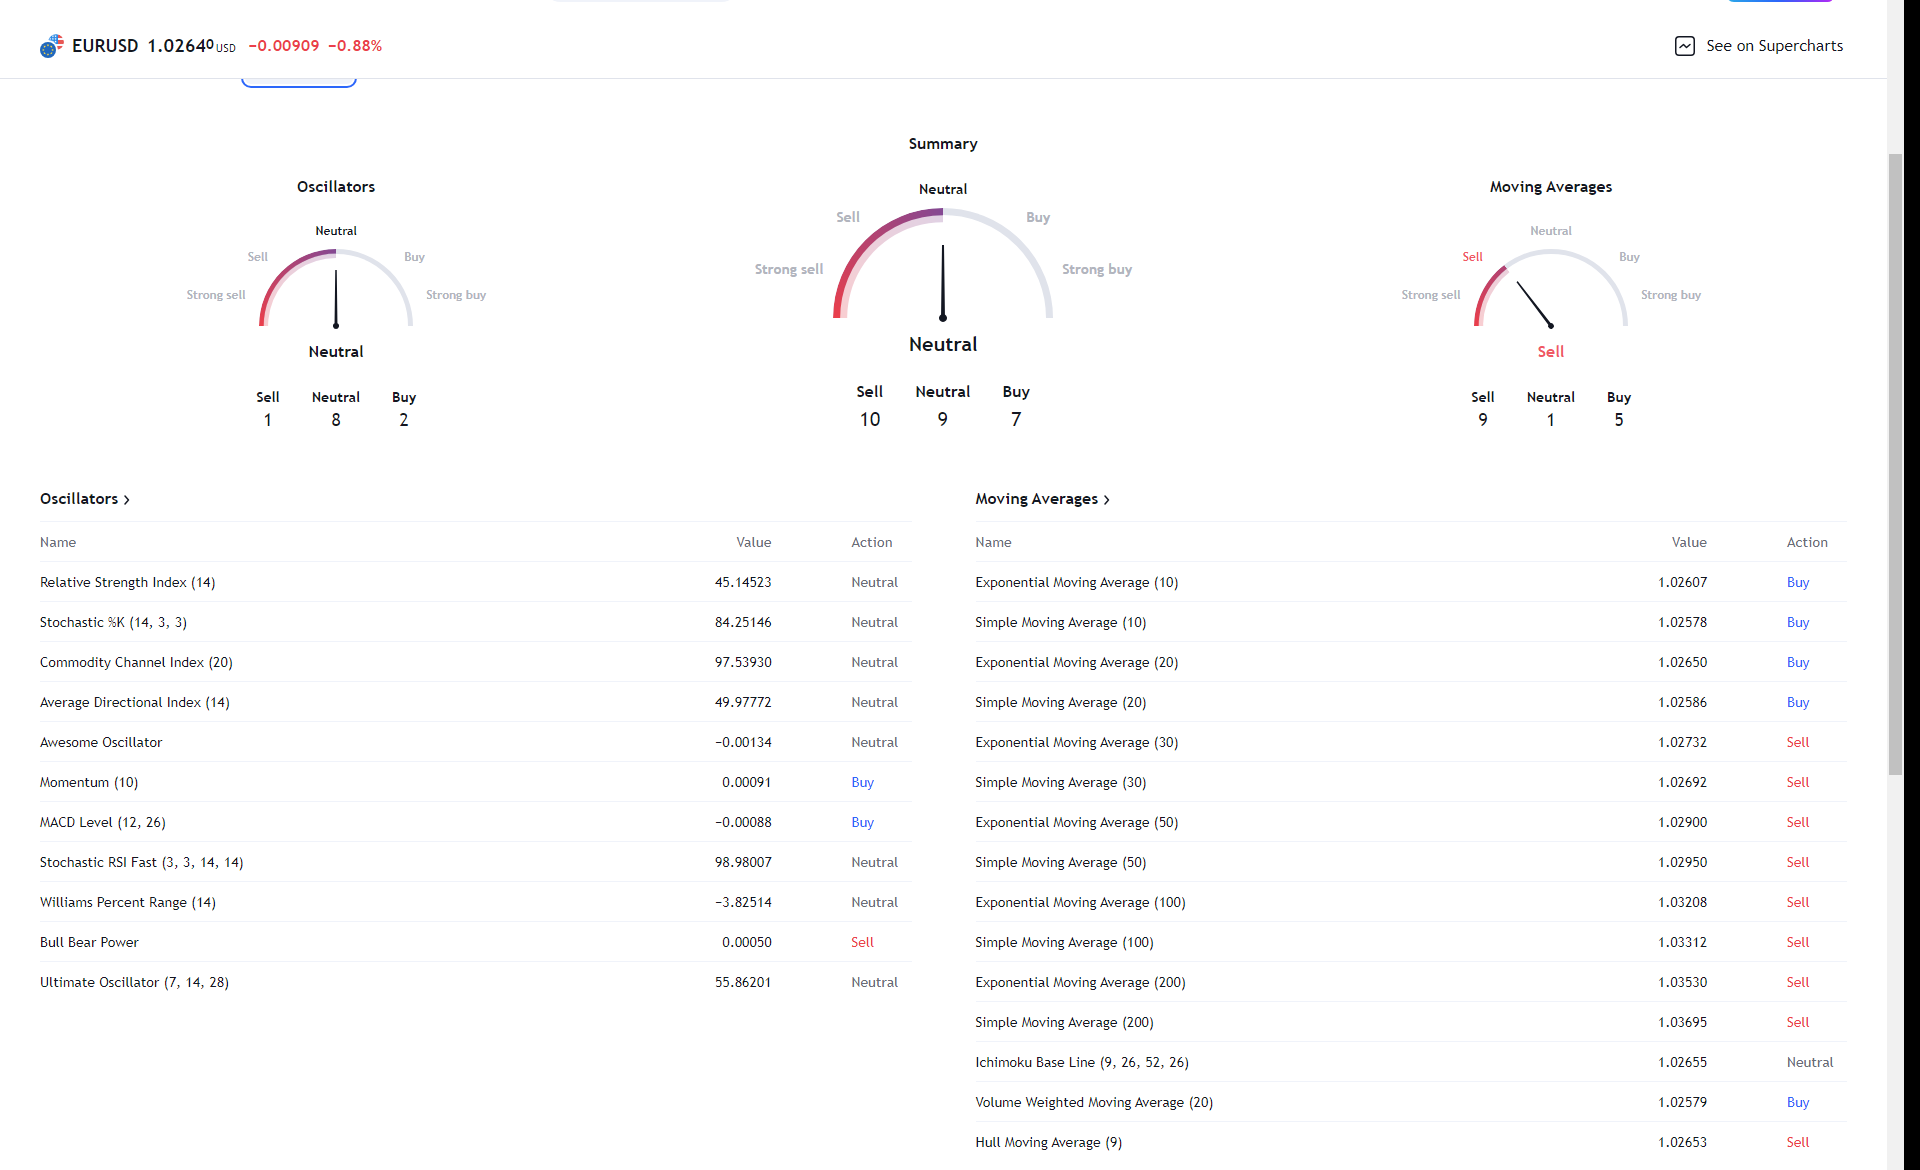 EURUSD 1.02640 USD −0.00909 −0.88%
See on Supercharts
Summary
Oscillators
Neutral
Sell
Buy
Strong sell
Strong buy
Neutral
Sell Neutral Buy
1 8 2
Neutral
Sell
Buy
Strong sell
Strong buy
Neutral
Sell Neutral Buy
10 9 7
Moving Averages
Neutral
Sell
Buy
Strong sell
Strong buy
Sell
Sell Neutral Buy
9 1 5
Oscillators
Name Value Action
Relative Strength Index (14) 45.14523 Neutral
Stochastic %K (14, 3, 3) 84.25146 Neutral
Commodity Channel Index (20) 97.53930 Neutral
Average Directional Index (14) 49.97772 Neutral
Awesome Oscillator −0.00134 Neutral
Momentum (10) 0.00091 Buy
MACD Level (12, 26) −0.00088 Buy
Stochastic RSI Fast (3, 3, 14, 14) 98.98007 Neutral
Williams Percent Range (14) −3.82514 Neutral
Bull Bear Power 0.00050 Sell
Ultimate Oscillator (7, 14, 28) 55.86201 Neutral
Moving Averages
Name Value Action
Exponential Moving Average (10) 1.02607 Buy
Simple Moving Average (10) 1.02578 Buy
Exponential Moving Average (20) 1.02650 Buy
Simple Moving Average (20) 1.02586 Buy
Exponential Moving Average (30) 1.02732 Sell
Simple Moving Average (30) 1.02692 Sell
Exponential Moving Average (50) 1.02900 Sell
Simple Moving Average (50) 1.02950 Sell
Exponential Moving Average (100) 1.03208 Sell
Simple Moving Average (100) 1.03312 Sell
Exponential Moving Average (200) 1.03530 Sell
Simple Moving Average (200) 1.03695 Sell
Ichimoku Base Line (9, 26, 52, 26) 1.02655 Neutral
Volume Weighted Moving Average (20) 1.02579 Buy
Hull Moving Average (9) 1.02653 Sell